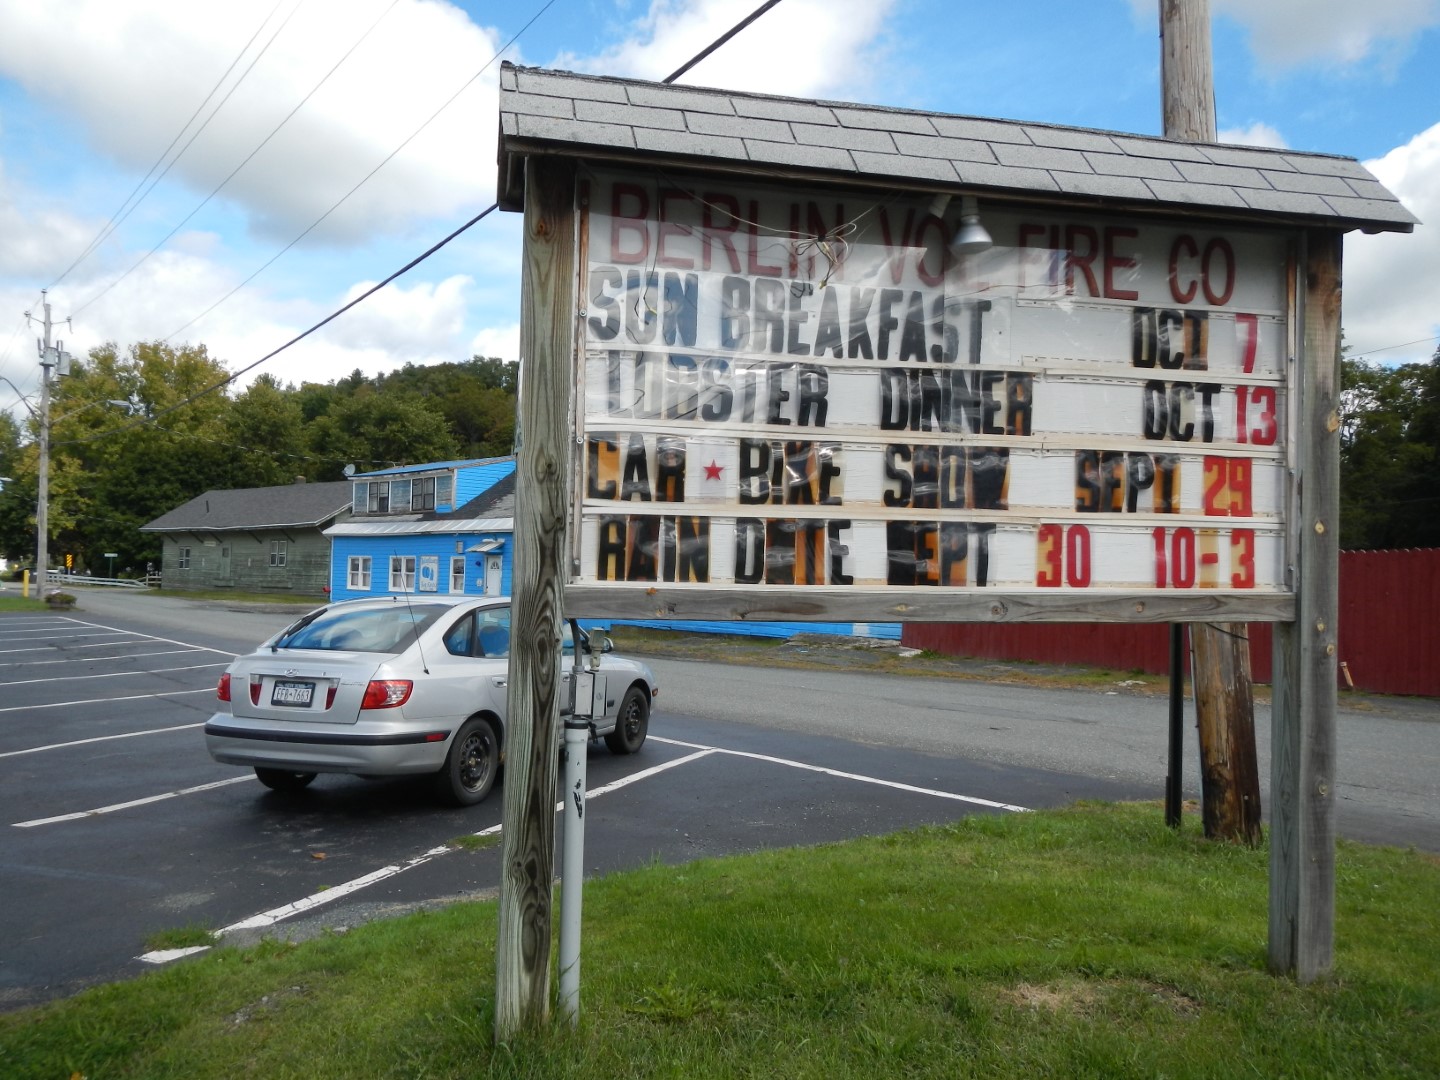 BERLIN VOL FIRE CO
SUN BREAKFAST OCT 7
LOBSTER DINNER OCT 13
CAR ★ BIKE SHOW SEPT 29
RAIN DATE SEPT 30 10-3